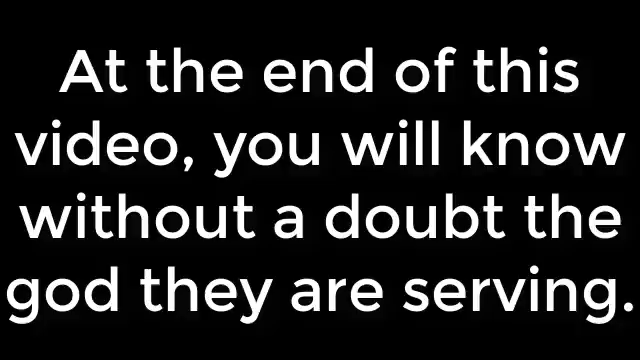 At the end of this
video, you will know
without a doubt the
god they are serving.